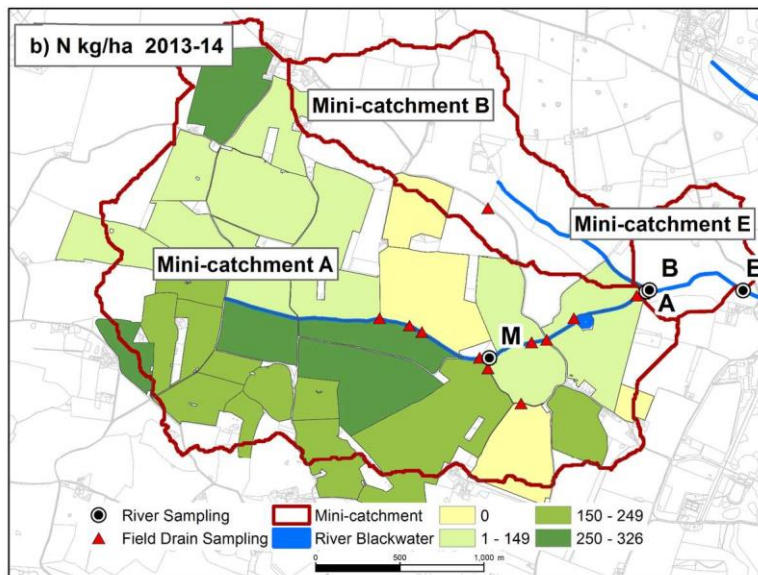 b) N kg/ha 2013-14
Mini-catchment B
Mini-catchment E
Mini-catchment A
B
E
A
M
River Sampling
Mini-catchment
0
150 - 249
Field Drain Sampling
River Blackwater
1 - 149
250 - 326
0
500
1,000 m